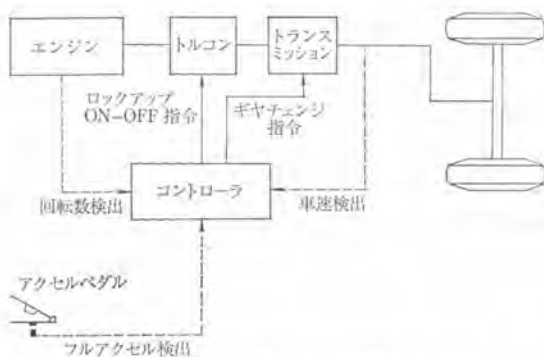 エンジン
トルコン
トランス
ミッション
ロックアップ
ON-OFF 指令
ギヤチェンジ
指令
コントローラ
回転数検出
車速検出
アクセルペダル
フルアクセル検出